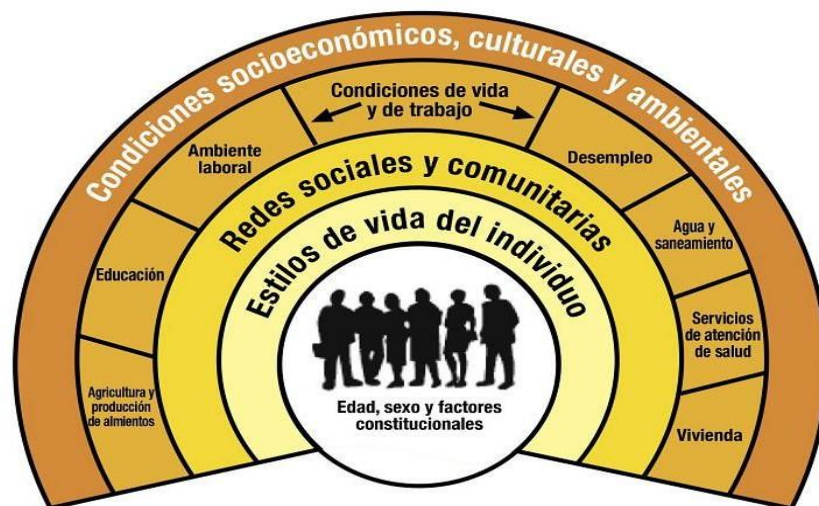 Condiciones socioeconómicos, culturales y ambientales
Condiciones de vida
y de trabajo
Ambiente
laboral
Desempleo
Educación
Agua y
saneamiento
Agricultura y
producción
de almientos
Servicios
de atención
de salud
Vivienda
Redes sociales y comunitarias
Estilos de vida del indivíduo
Edad, sexo y factores
constitucionales